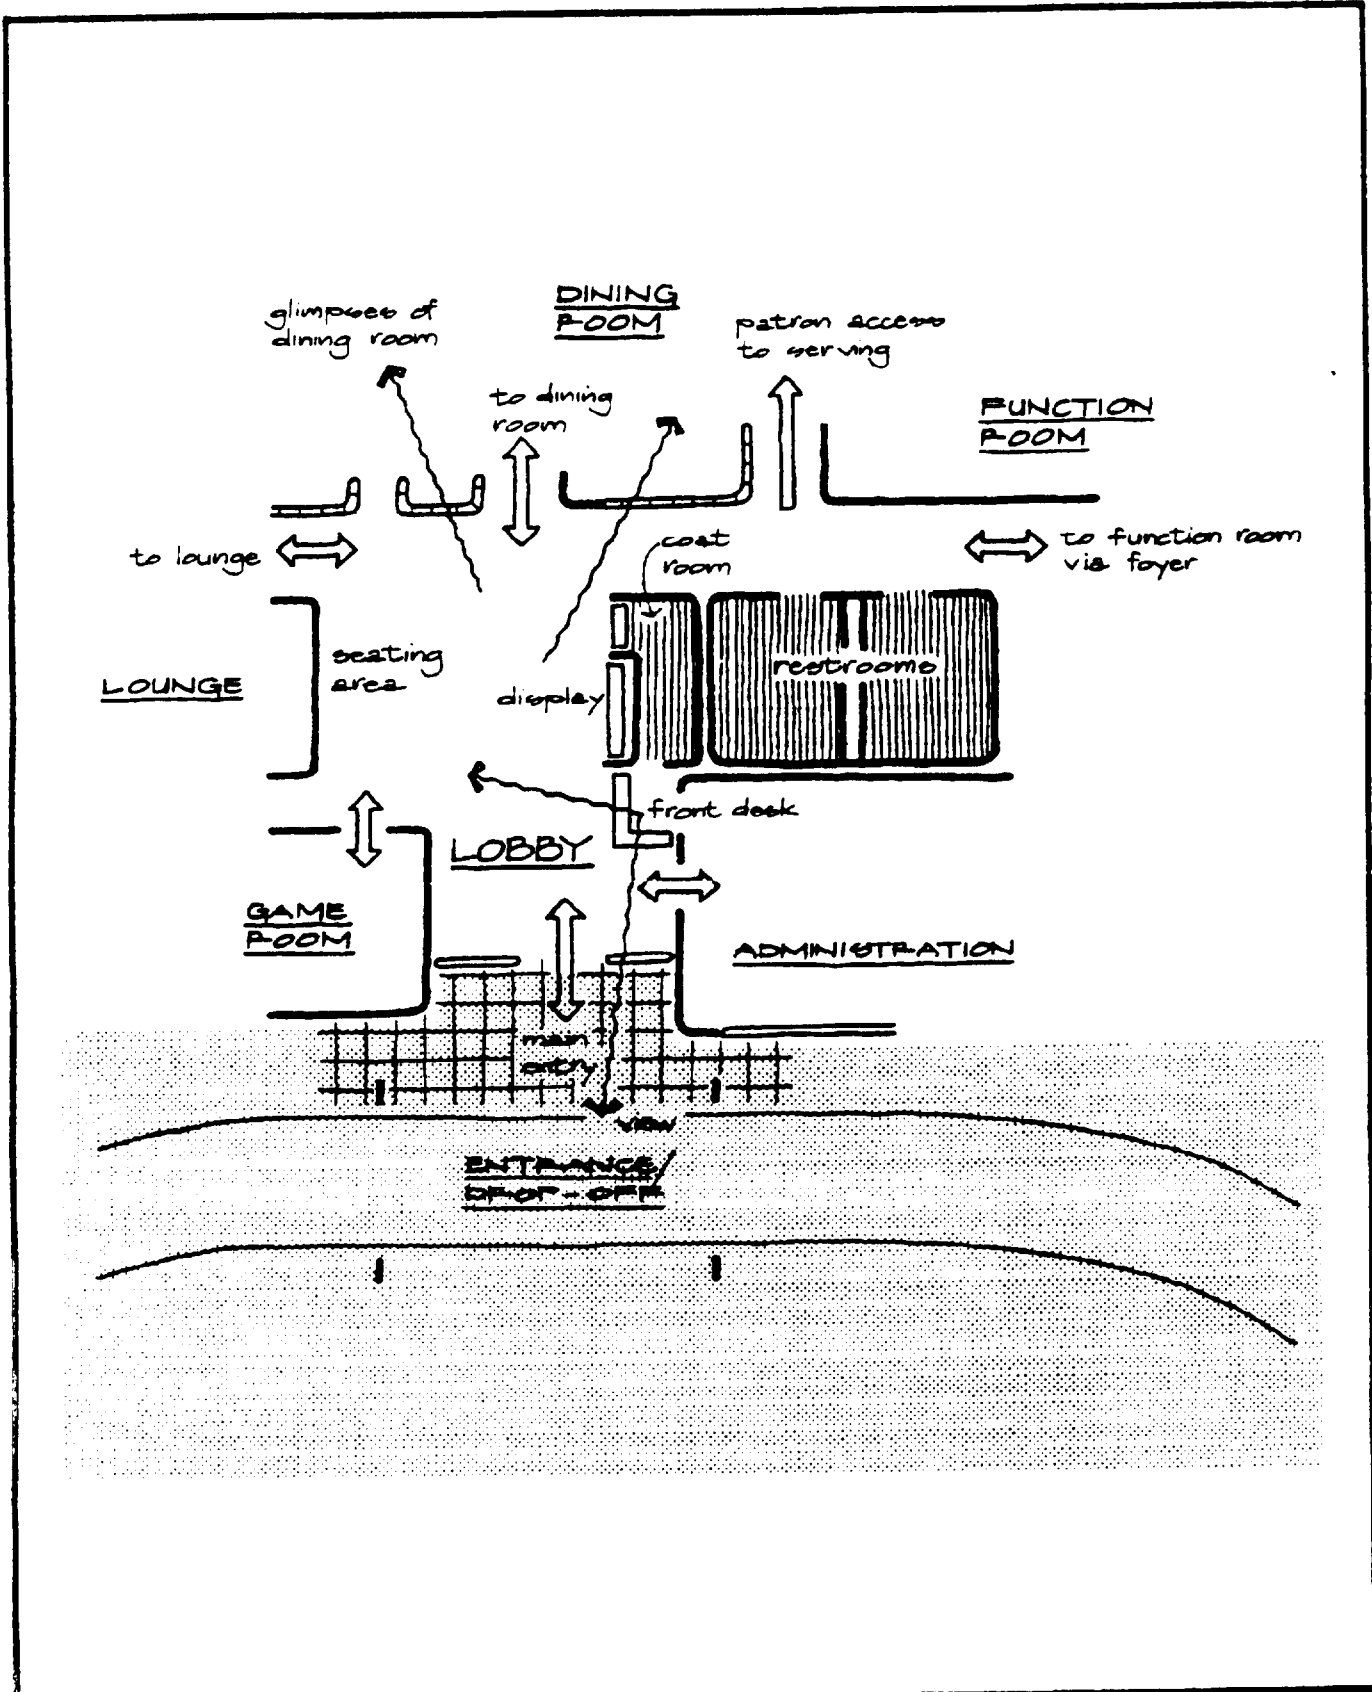 DINING
ROOM
glimpses of
dining room
patron access
to serving
to dining
room
FUNCTION
ROOM
to lounge
coat
room
to function room
via foyer
LOUNGE
seating
area
display
restrooms
front desk
LOBBY
GAME
ROOM
ADMINISTRATION
main
entry
VIEW
ENTRANCE
DROP-OFF